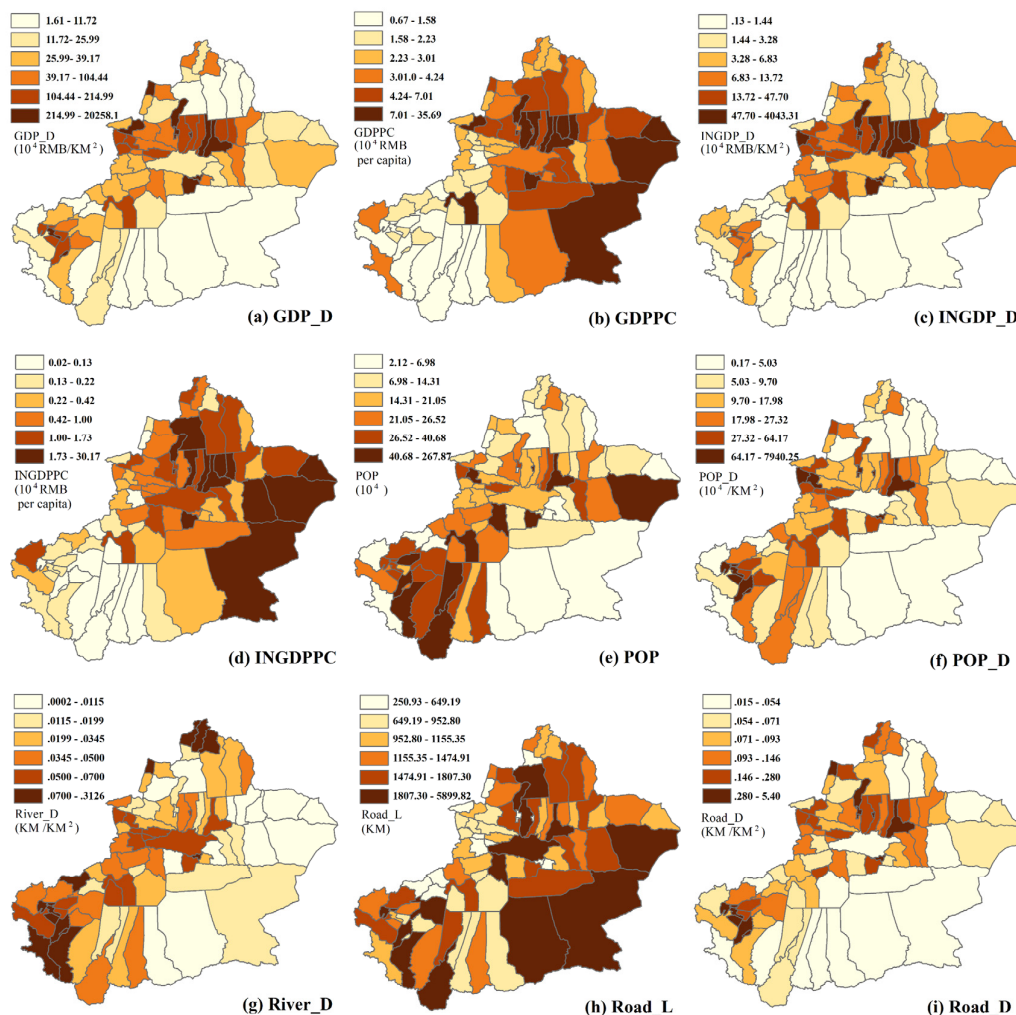 1.61 - 11.72
11.72 - 25.99
25.99 - 39.17
39.17 - 104.44
104.44 - 214.99
214.99 - 20258.1
GDP_D
(10⁴RMB/KM²)
(a) GDP_D
0.67 - 1.58
1.58 - 2.23
2.23 - 3.01
3.01.0 - 4.24
4.24 - 7.01
7.01 - 35.69
GDPPC
(10⁴ RMB
per capita)
(b) GDPPC
.13 - 1.44
1.44 - 3.28
3.28 - 6.83
6.83 - 13.72
13.72 - 47.70
47.70 - 4043.31
INGDP_D
(10⁴RMB/KM²)
(c) INGDP_D
0.02 - 0.13
0.13 - 0.22
0.22 - 0.42
0.42 - 1.00
1.00 - 1.73
1.73 - 30.17
INGDPPC
(10⁴ RMB
per capita)
(d) INGDPPC
2.12 - 6.98
6.98 - 14.31
14.31 - 21.05
21.05 - 26.52
26.52 - 40.68
40.68 - 267.87
POP
(10⁴ )
(e) POP
0.17 - 5.03
5.03 - 9.70
9.70 - 17.98
17.98 - 27.32
27.32 - 64.17
64.17 - 7940.25
POP_D
(10⁴/KM²)
(f) POP_D
.0002 - .0115
.0115 - .0199
.0199 - .0345
.0345 - .0500
.0500 - .0700
.0700 - .3126
River_D
(KM /KM²)
(g) River_D
250.93 - 649.19
649.19 - 952.80
952.80 - 1155.35
1155.35 - 1474.91
1474.91 - 1807.30
1807.30 - 5899.82
Road_L
(KM)
(h) Road_L
.015 - .054
.054 - .071
.071 - .093
.093 - .146
.146 - .280
.280 - 5.40
Road_D
(KM /KM²)
(i) Road_D